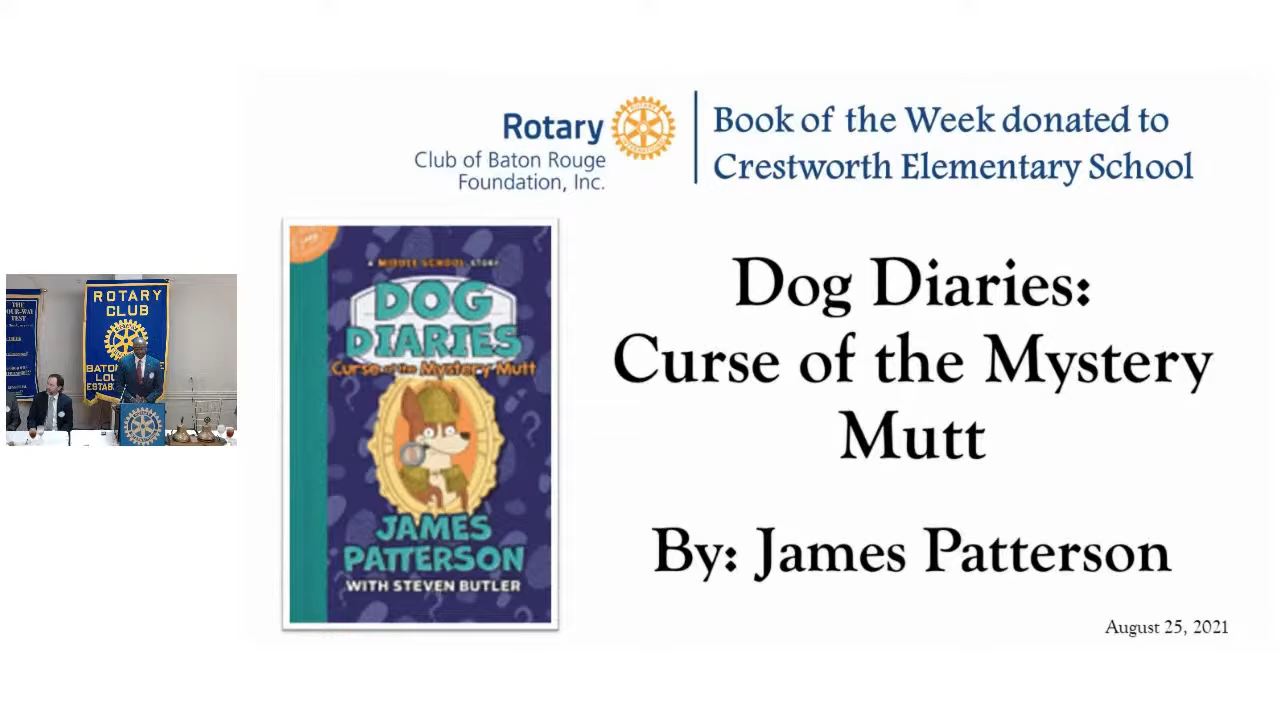 Rotary
Club of Baton Rouge
Foundation, Inc.
Book of the Week donated to
Crestworth Elementary School
A MIDDLE SCHOOL STORY
DOG
DIARIES
Curse of the Mystery Mutt
JAMES
PATTERSON
WITH STEVEN BUTLER
Dog Diaries:
Curse of the Mystery
Mutt
By: James Patterson
August 25, 2021
THE
TEST
ROTARY
CLUB